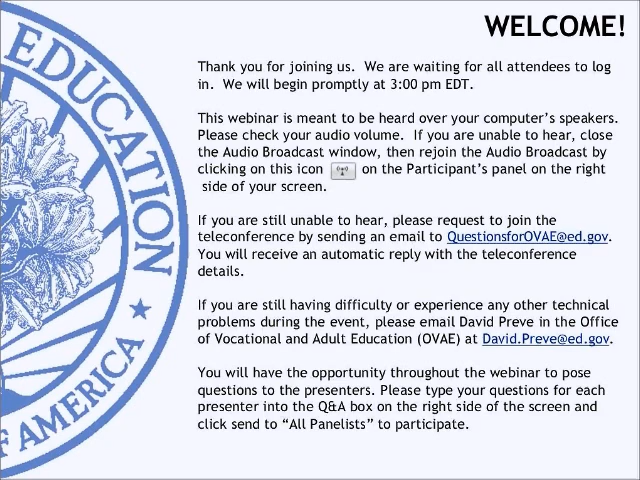 WELCOME!
Thank you for joining us. We are waiting for all attendees to log
in. We will begin promptly at 3:00 pm EDT.
This webinar is meant to be heard over your computer's speakers.
Please check your audio volume. If you are unable to hear, close
the Audio Broadcast window, then rejoin the Audio Broadcast by
clicking on this icon on the Participant's panel on the right
side of your screen.
If you are still unable to hear, please request to join the
teleconference by sending an email to QuestionsforOVAE@ed.gov.
You will receive an automatic reply with the teleconference
details.
If you are still having difficulty or experience any other technical
problems during the event, please email David Preve in the Office
of Vocational and Adult Education (OVAE) at David.Preve@ed.gov.
You will have the opportunity throughout the webinar to pose
questions to the presenters. Please type your questions for each
presenter into the Q&A box on the right side of the screen and
click send to "All Panelists" to participate.
EDUCATION
OF AMERICA